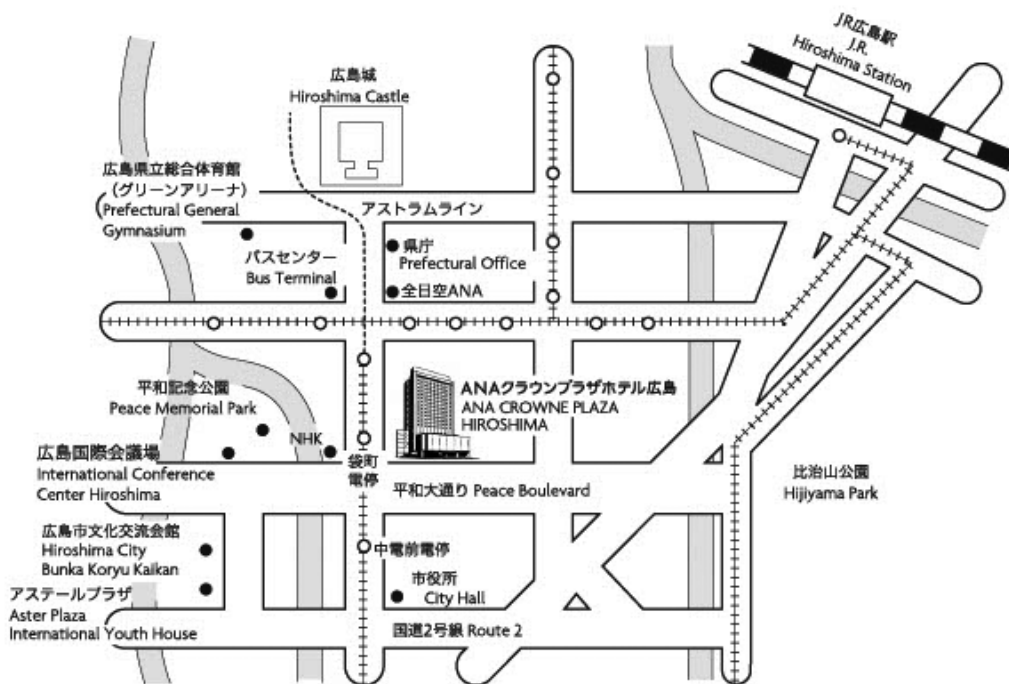 JR広島駅
J.R.
Hiroshima Station
広島城
Hiroshima Castle
広島県立総合体育館
(グリーンアリーナ)
Prefectural General
Gymnasium
アストラムライン
バスセンター
Bus Terminal
県庁
Prefectural Office
全日空ANA
平和記念公園
Peace Memorial Park
ANAクラウンプラザホテル広島
ANA CROWNE PLAZA
HIROSHIMA
NHK
広島国際会議場
International Conference
Center Hiroshima
袋町
電停
平和大通り Peace Boulevard
比治山公園
Hijiyama Park
広島市文化交流会館
Hiroshima City
Bunka Koryu Kaikan
中電前電停
アステールプラザ
Aster Plaza
International Youth House
市役所
City Hall
国道2号線 Route 2